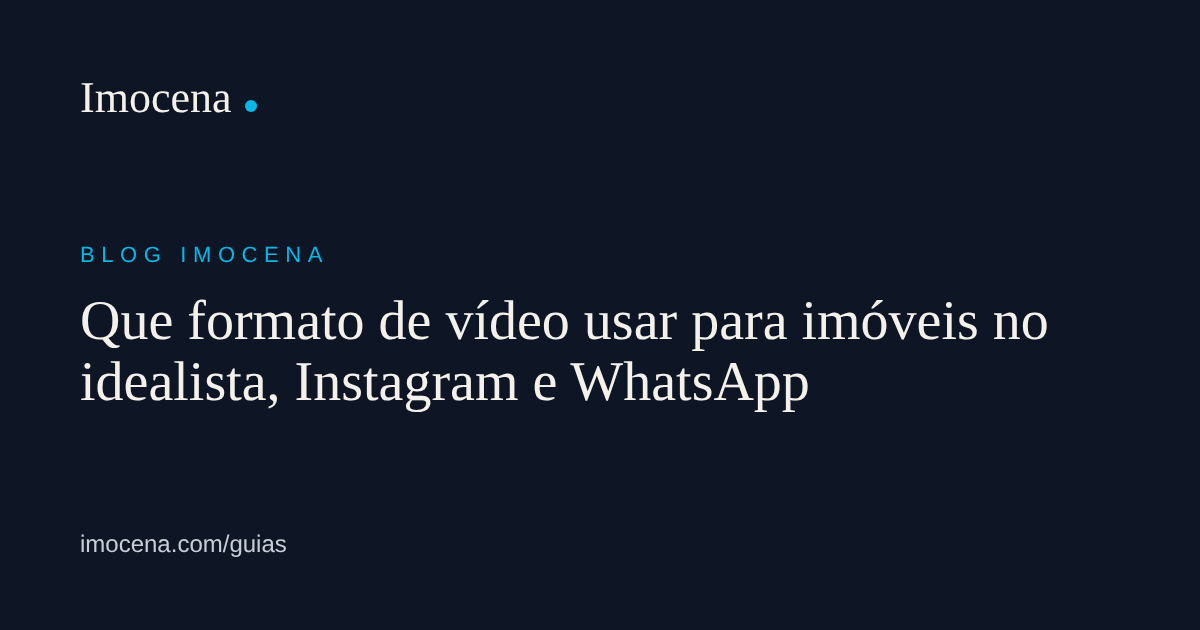 Imocena
BLOG IMOCENA
Que formato de vídeo usar para imóveis no
idealista, Instagram e WhatsApp
imocena.com/guias